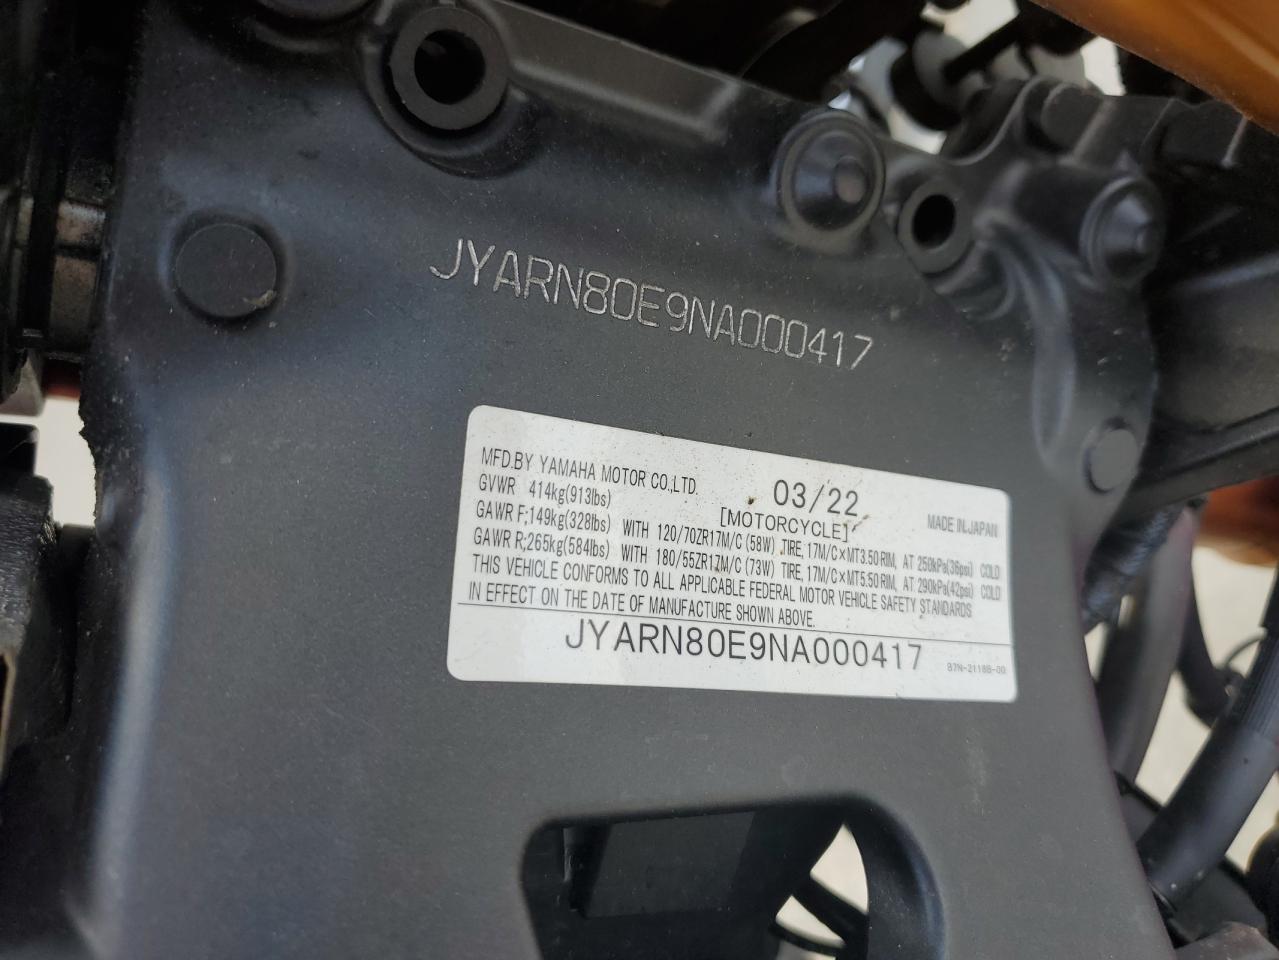 JYARN80E9NA000417
MFD.BY YAMAHA MOTOR CO.,LTD. 03/22
GVWR 414kg(913lbs) [MOTORCYCLE] MADE IN JAPAN
GAWR F;149kg(328lbs) WITH 120/70ZR17M/C (58W) TIRE,17M/C×MT3.50 RIM, AT 250kPa(36psi) COLD
GAWR R;265kg(584lbs) WITH 180/55ZR17M/C (73W) TIRE,17M/C×MT5.50 RIM, AT 290kPa(42psi) COLD
THIS VEHICLE CONFORMS TO ALL APPLICABLE FEDERAL MOTOR VEHICLE SAFETY STANDARDS
IN EFFECT ON THE DATE OF MANUFACTURE SHOWN ABOVE.
JYARN80E9NA000417 B7N-2118B-00